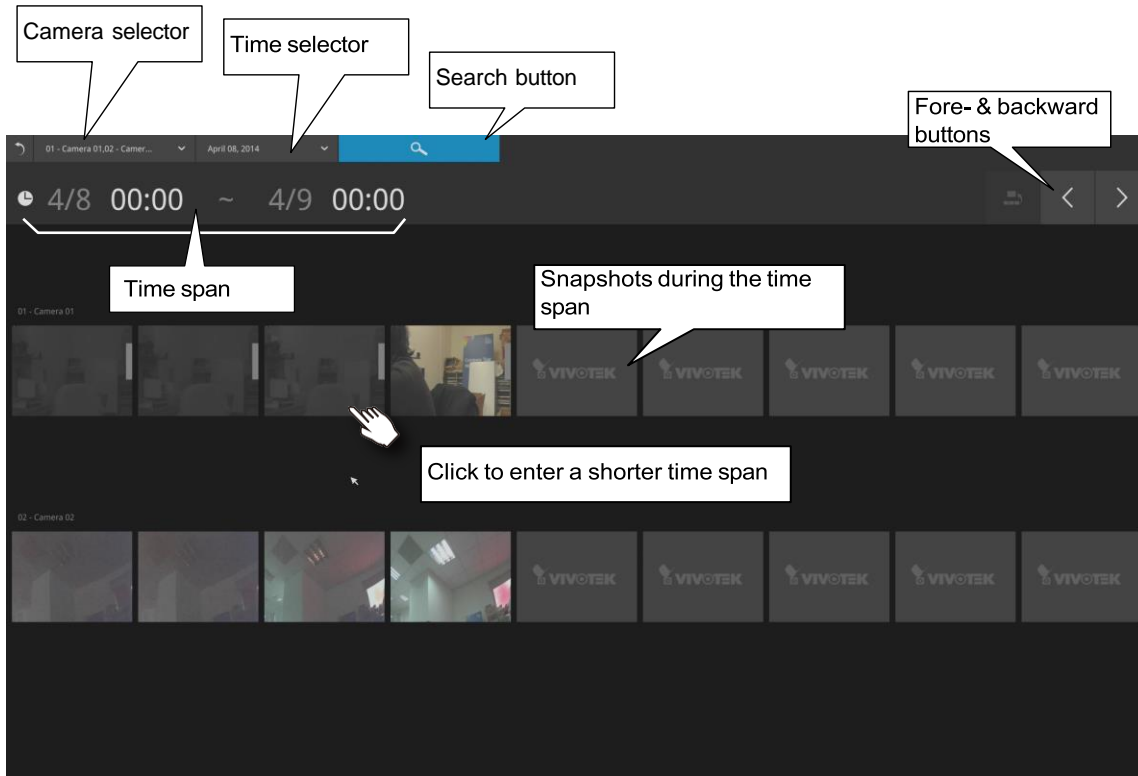 Camera selector
Time selector
Search button
Fore- & backward
buttons
01 - Camera 01,02 - Camer...
April 08, 2014
4/8 00:00 ~ 4/9 00:00
Time span
Snapshots during the time
span
01 - Camera 01
VIVOTEK VIVOTEK VIVOTEK VIVOTEK VIVOTEK
Click to enter a shorter time span
02 - Camera 02
VIVOTEK VIVOTEK VIVOTEK VIVOTEK VIVOTEK